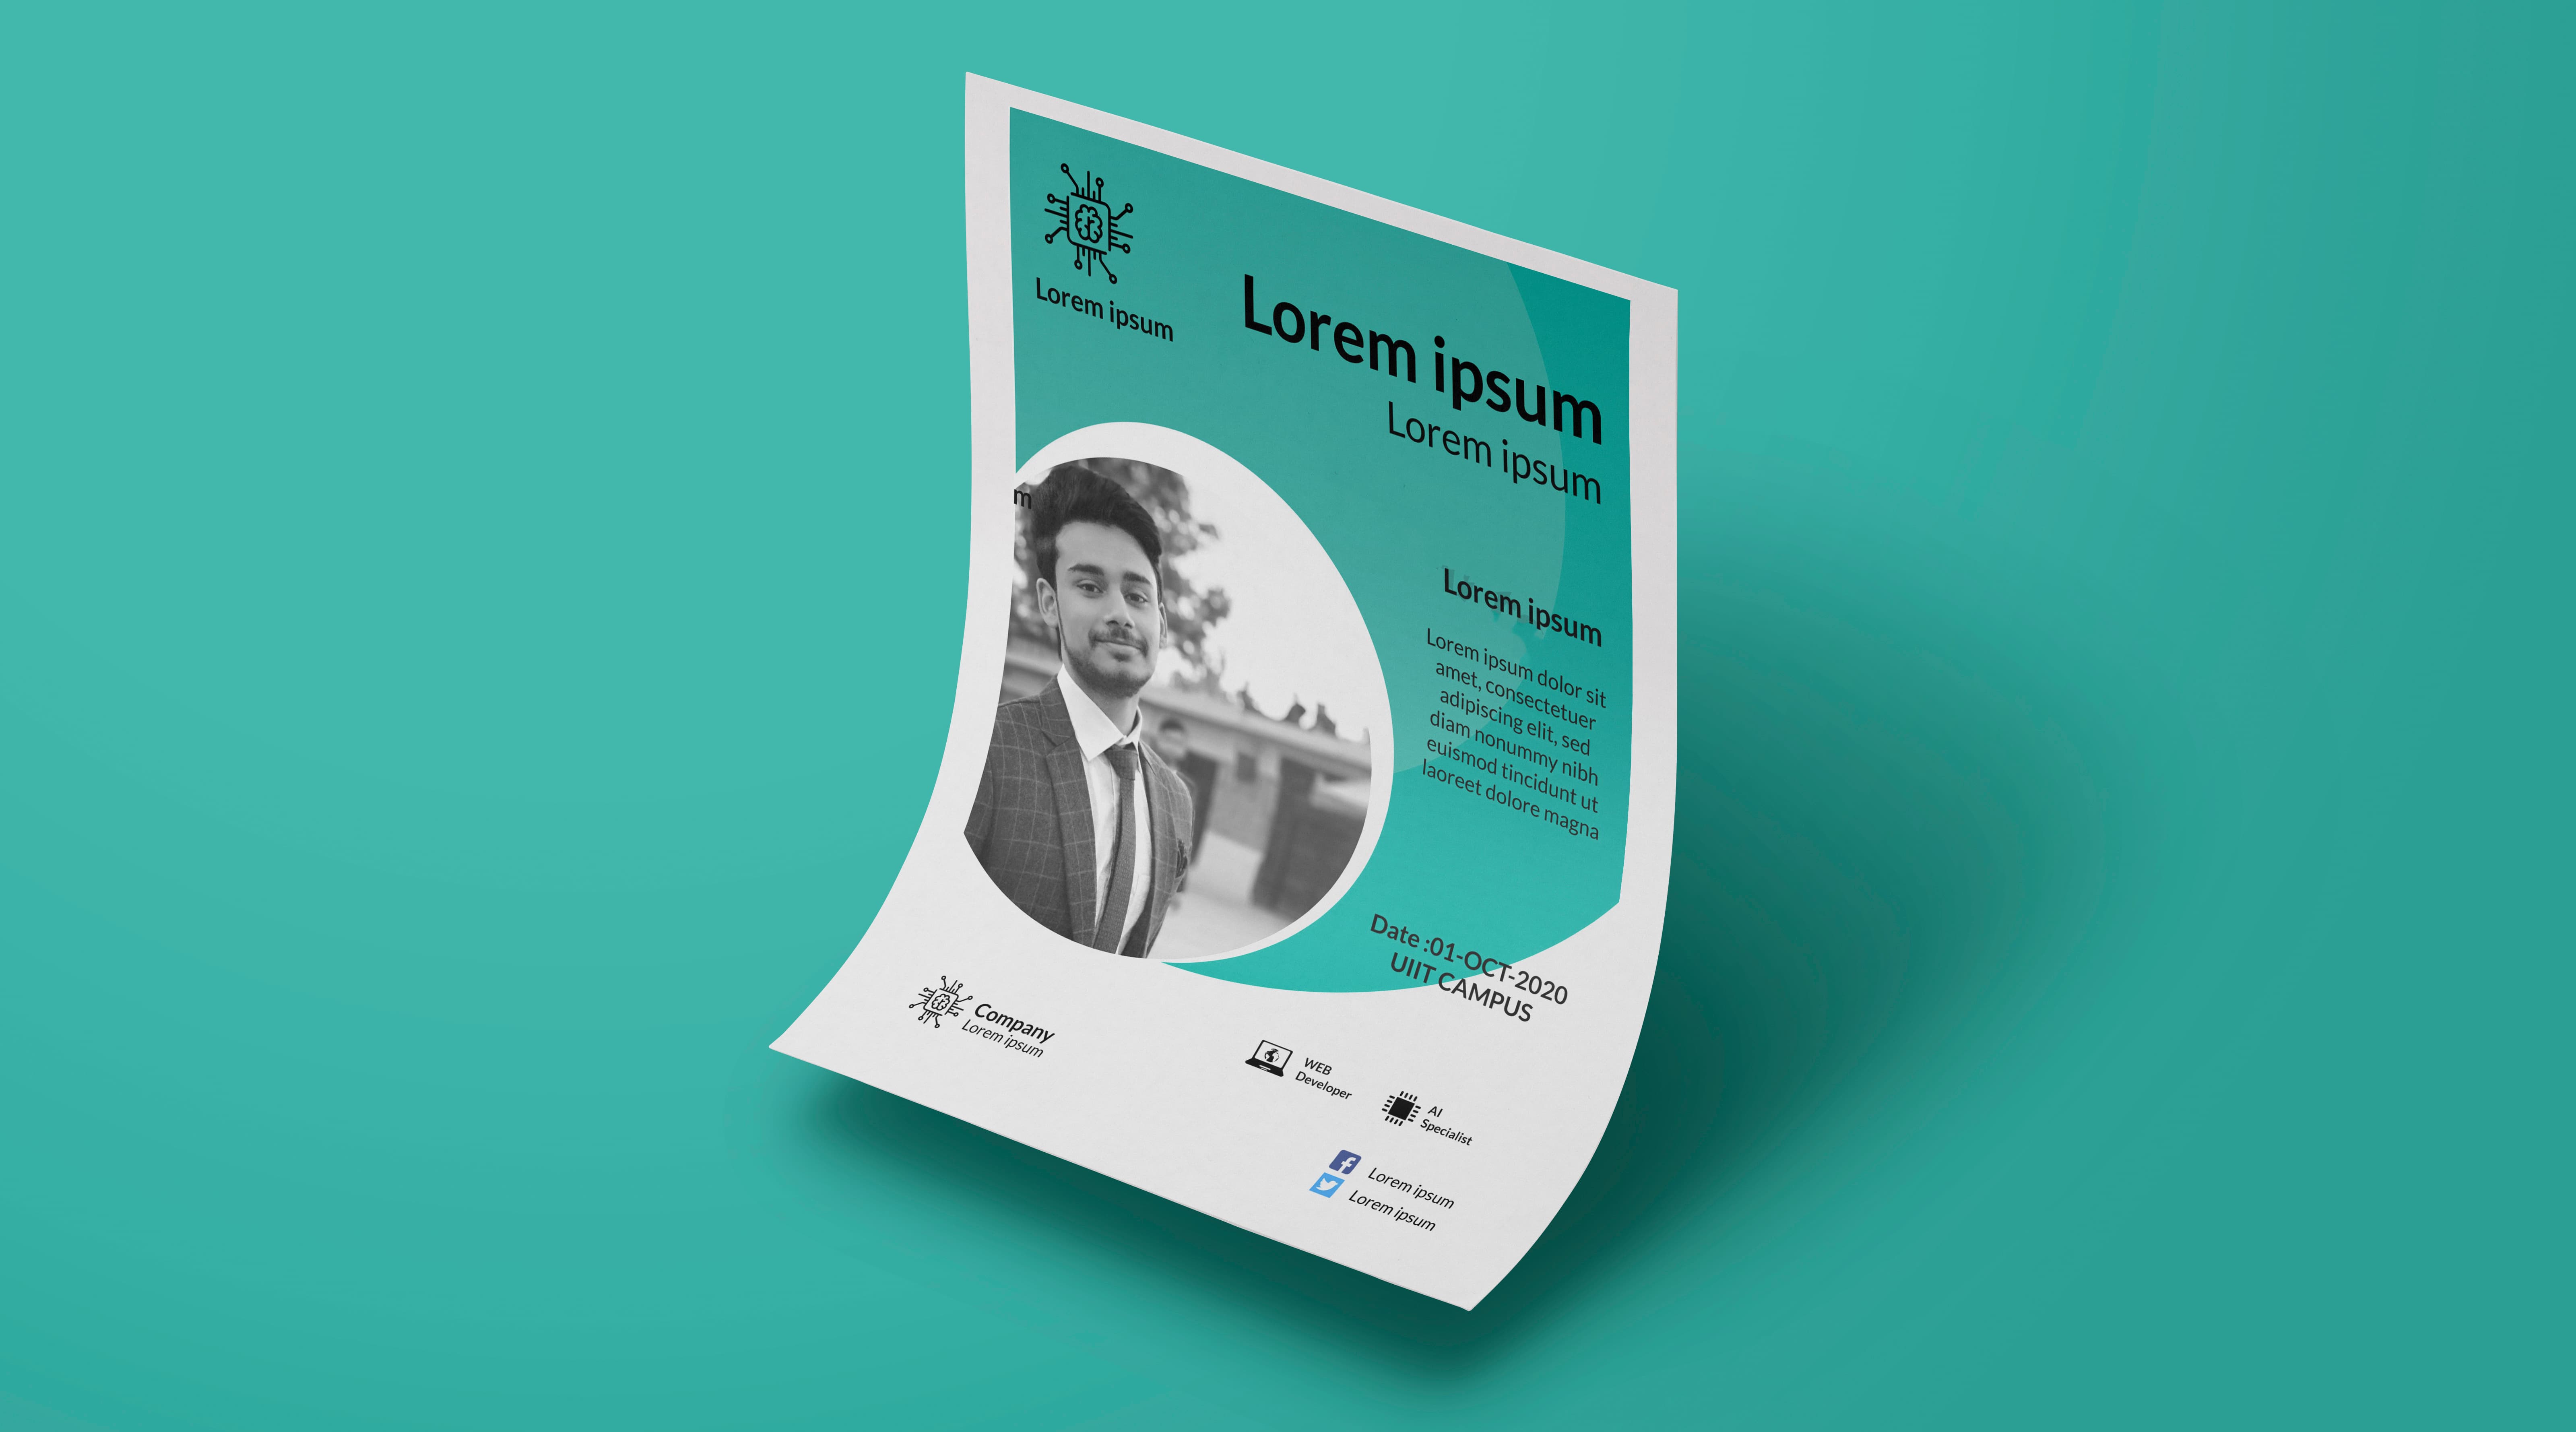 Lorem ipsum
Lorem ipsum
Lorem ipsum
m
Lorem ipsum
Lorem ipsum dolor sit
amet, consectetuer
adipiscing elit, sed
diam nonummy nibh
euismod tincidunt ut
laoreet dolore magna
Date :01-OCT-2020
UIIT CAMPUS
Company
Lorem ipsum
WEB
Developer
AI
Specialist
Lorem ipsum
Lorem ipsum